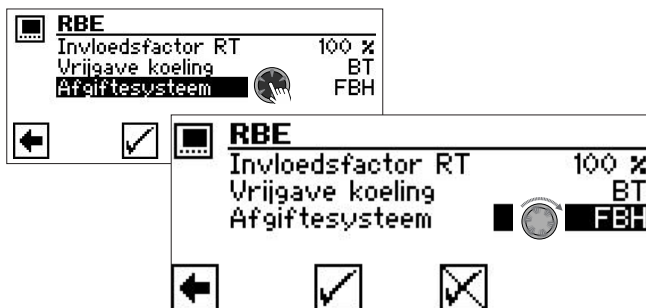 RBE
Invloedsfactor RT 100 %
Vrijgave koeling BT
Afgiftesysteem FBH
RBE
Invloedsfactor RT 100 %
Vrijgave koeling BT
Afgiftesysteem FBH